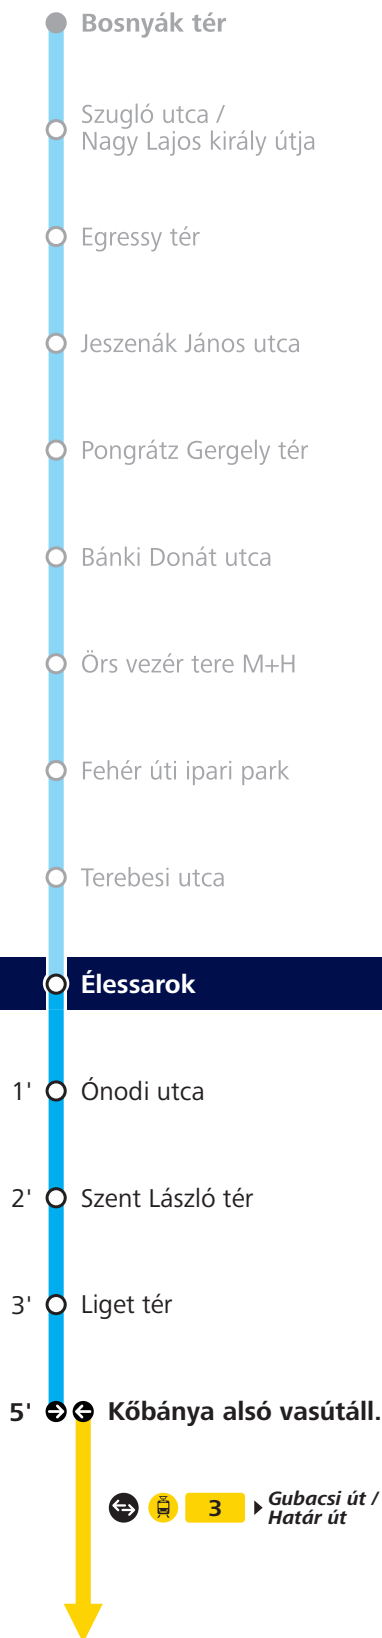 Bosnyák tér
Szugló utca /
Nagy Lajos király útja
Egressy tér
Jeszenák János utca
Pongrátz Gergely tér
Bánki Donát utca
Örs vezér tere M+H
Fehér úti ipari park
Terebesi utca
Élessarok
1' Ónodi utca
2' Szent László tér
3' Liget tér
5' Kőbánya alsó vasútáll.
3 Gubacsi út /
Határ út